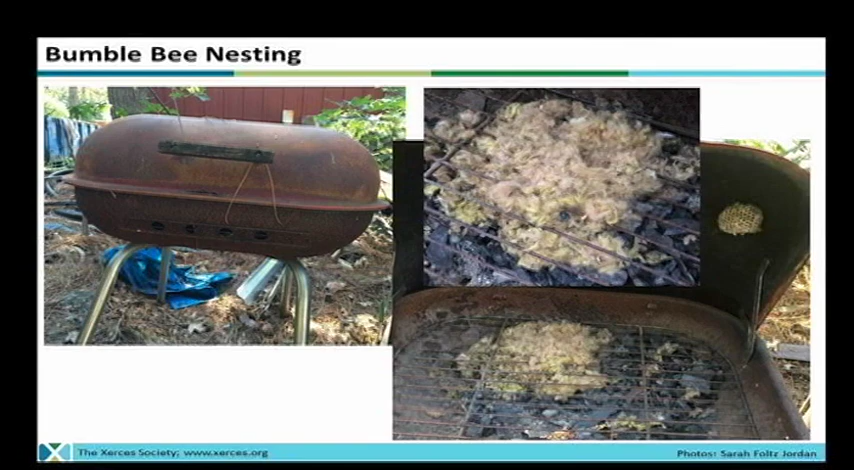 Bumble Bee Nesting
The Xerces Society; www.xerces.org
Photos: Sarah Foltz Jordan